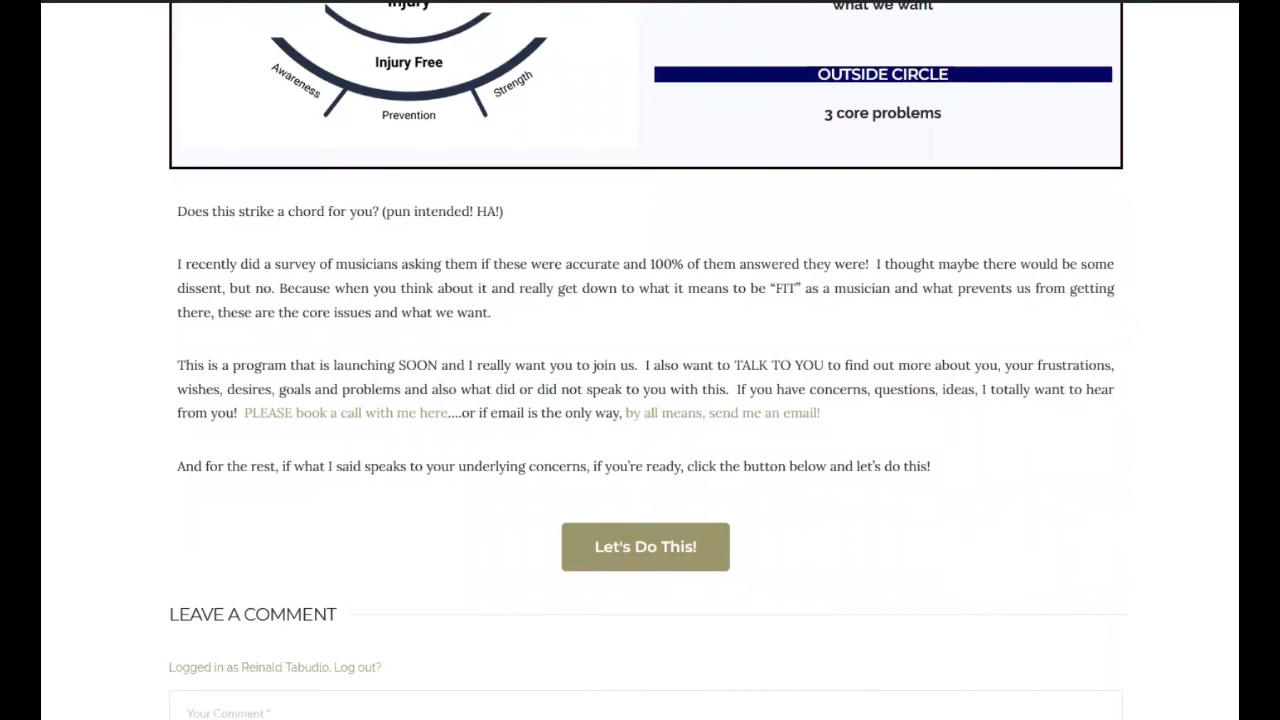 Injury
what we want
Injury Free
Awareness
Strength
Prevention
OUTSIDE CIRCLE
3 core problems
Does this strike a chord for you? (pun intended! HA!)
I recently did a survey of musicians asking them if these were accurate and 100% of them answered they were! I thought maybe there would be some
dissent, but no. Because when you think about it and really get down to what it means to be “FIT” as a musician and what prevents us from getting
there, these are the core issues and what we want.
This is a program that is launching SOON and I really want you to join us. I also want to TALK TO YOU to find out more about you, your frustrations,
wishes, desires, goals and problems and also what did or did not speak to you with this. If you have concerns, questions, ideas, I totally want to hear
from you! PLEASE book a call with me here....or if email is the only way, by all means, send me an email!
And for the rest, if what I said speaks to your underlying concerns, if you’re ready, click the button below and let’s do this!
Let's Do This!
LEAVE A COMMENT
Logged in as Reinald Tabudlo. Log out?
Your Comment *